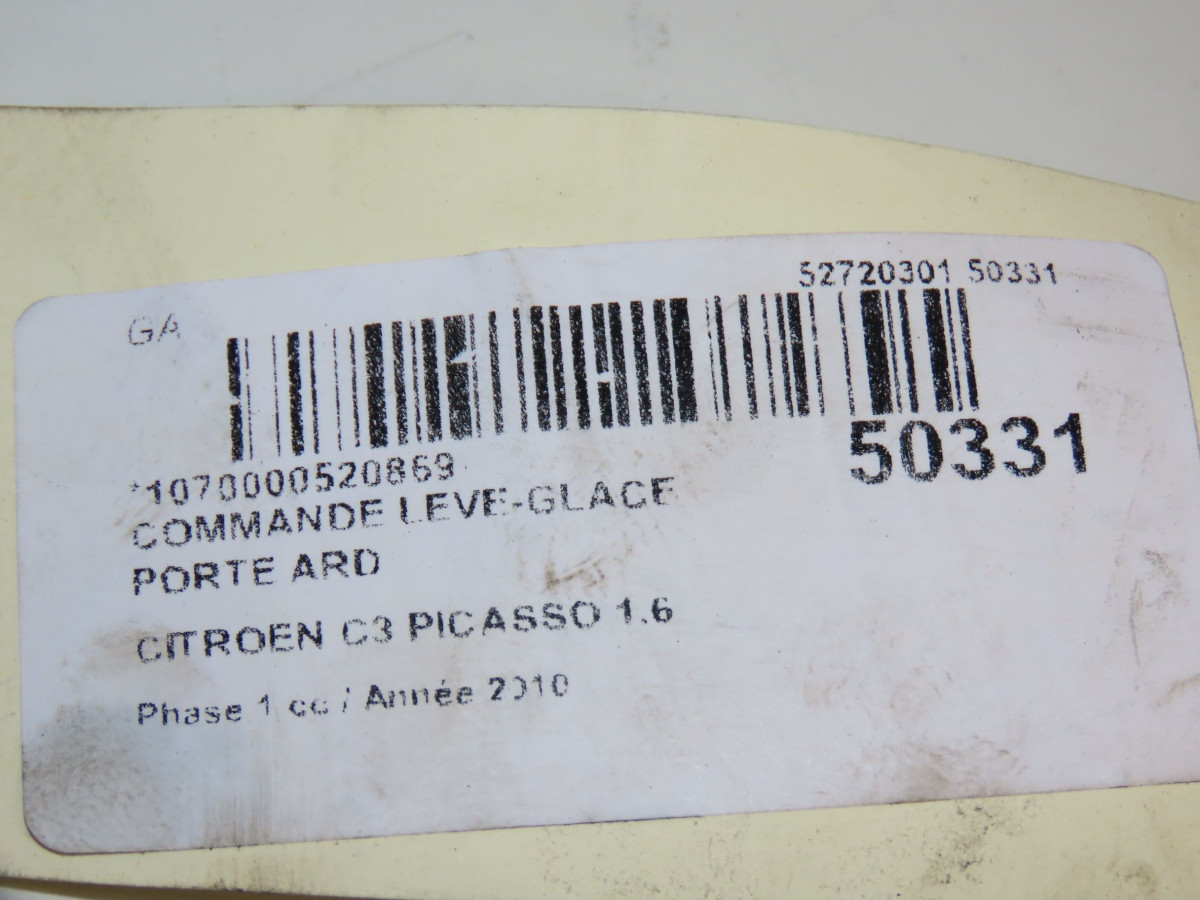 52720301 50331
GA
50331
*1070000520869
COMMANDE LEVE-GLACE
PORTE ARD
CITROEN C3 PICASSO 1.6
Phase 1 cc / Année 2010